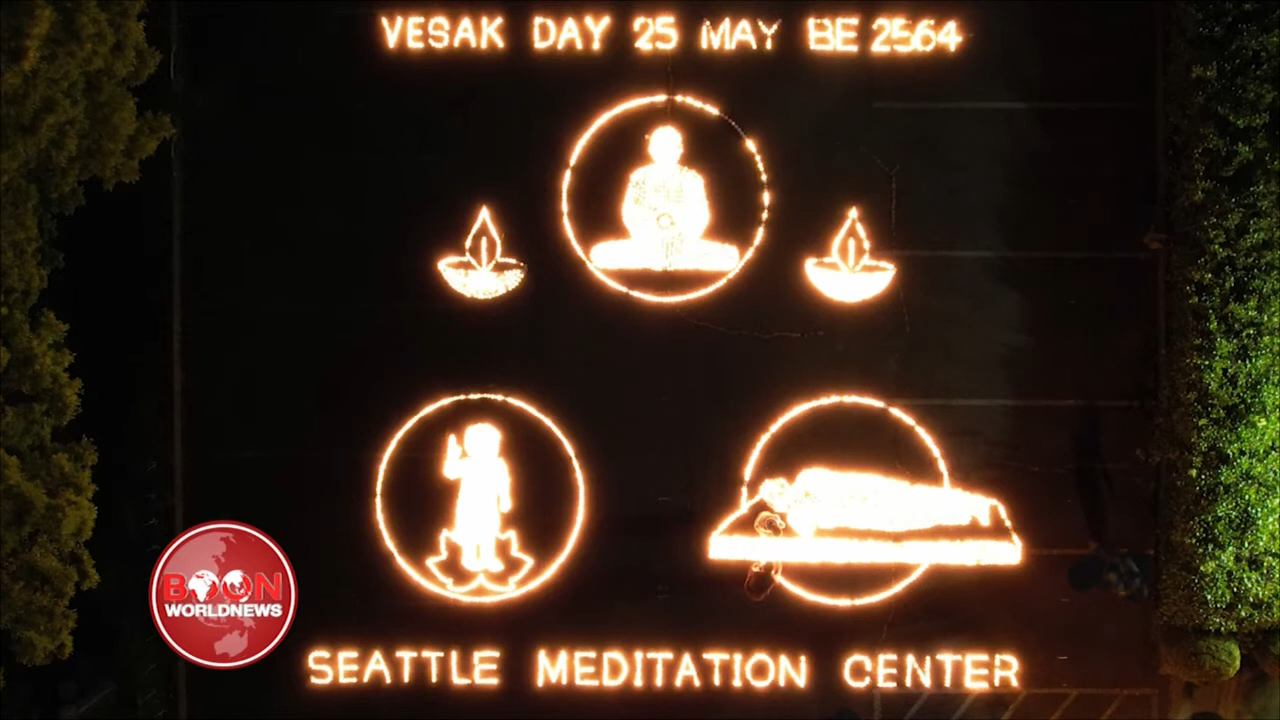 VESAK DAY 25 MAY BE 2564
BOON
WORLDNEWS
SEATTLE MEDITATION CENTER